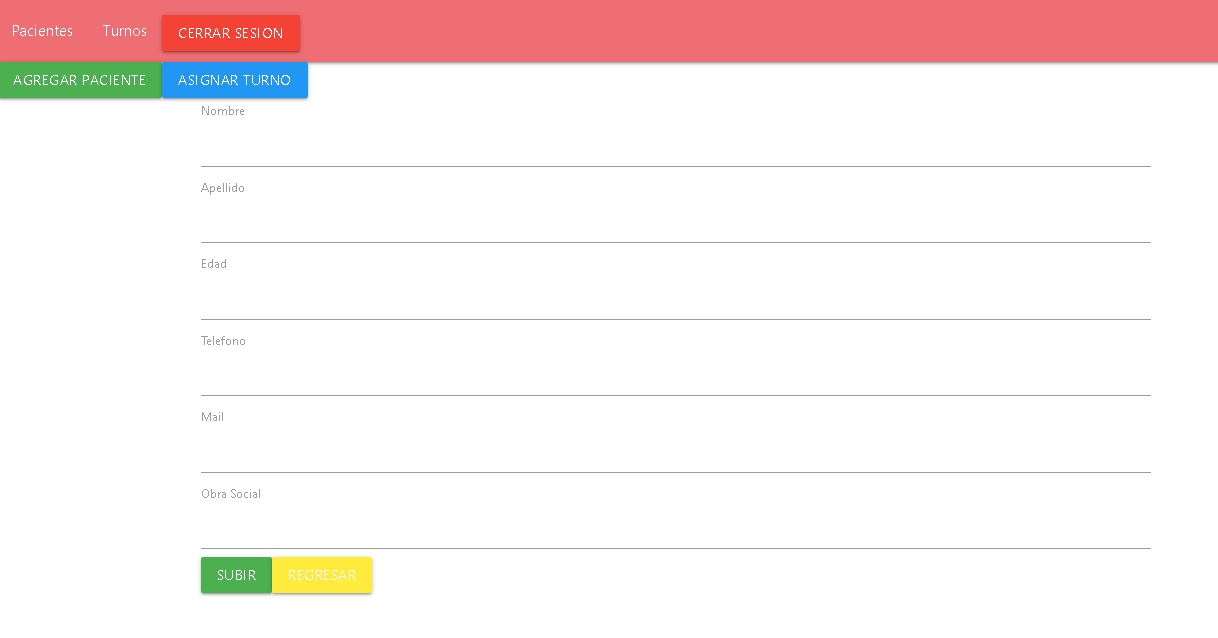 Pacientes Turnos CERRAR SESION
AGREGAR PACIENTE ASIGNAR TURNO
Nombre
Apellido
Edad
Telefono
Mail
Obra Social
SUBIR REGRESAR